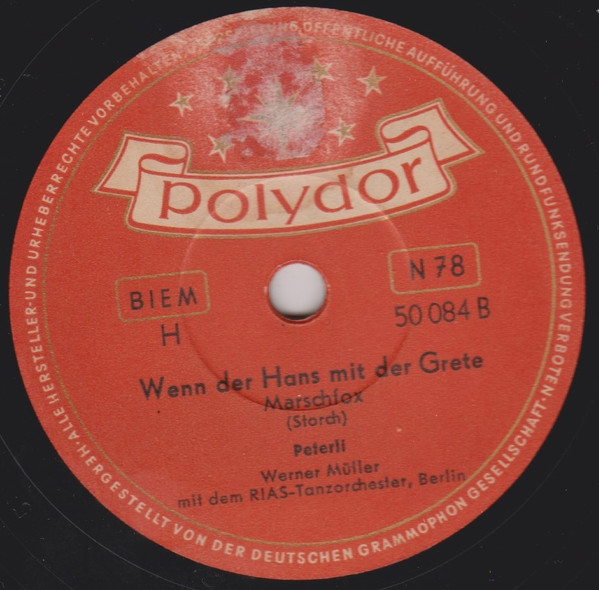 polydor
BIEM
N 78
H
50 084 B
Wenn der Hans mit der Grete
Marschfox
(Storch)
Peterli
Werner Müller
mit dem RIAS-Tanzorchester, Berlin
ALLE HERSTELLER- UND URHEBERRECHTE VORBEHALTEN ÖFFENTLICHE AUFFÜHRUNG UND RUNDFUNKSENDUNG VERBOTEN ·
HERGESTELLT VON DER DEUTSCHEN GRAMMOPHON GESELLSCHAFT ·